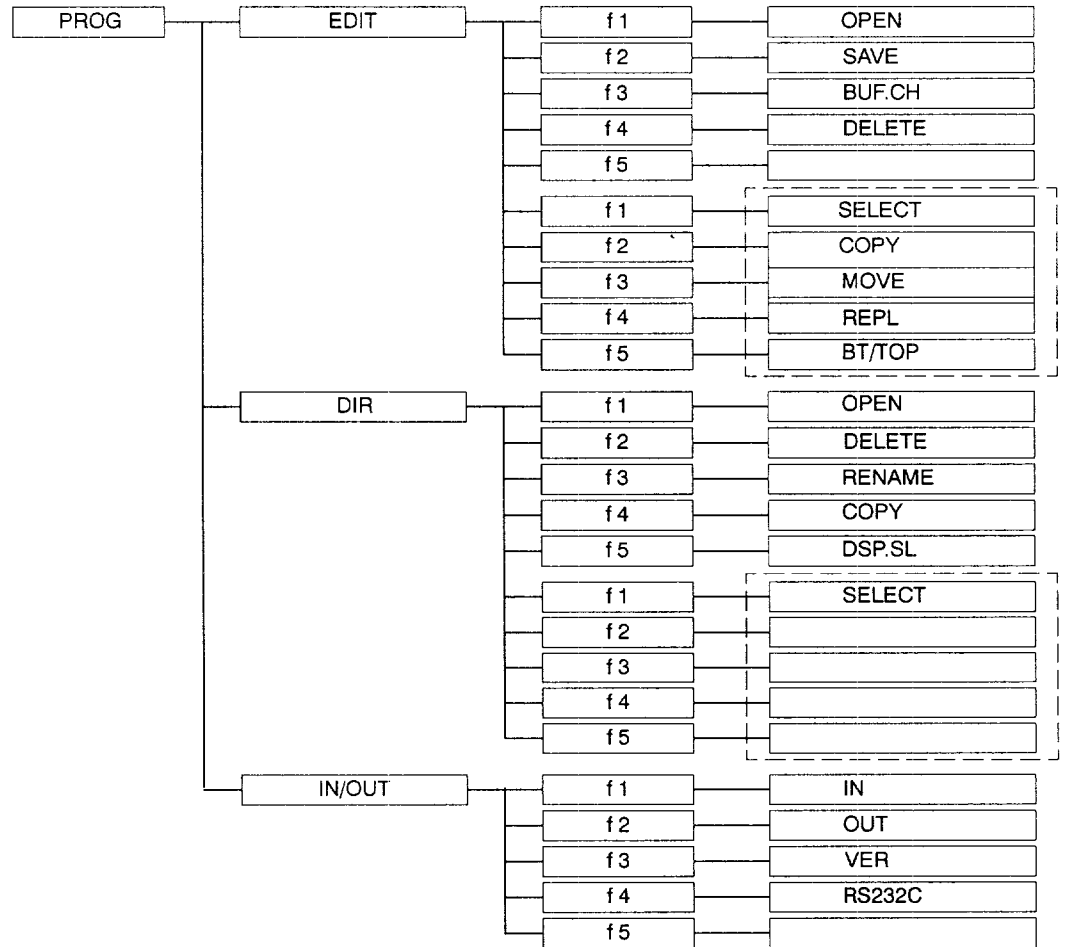 PROG EDIT f 1 OPEN
f 2 SAVE
f 3 BUF.CH
f 4 DELETE
f 5
f 1 SELECT
f 2 COPY
f 3 MOVE
f 4 REPL
f 5 BT/TOP
DIR f 1 OPEN
f 2 DELETE
f 3 RENAME
f 4 COPY
f 5 DSP.SL
f 1 SELECT
f 2
f 3
f 4
f 5
IN/OUT f 1 IN
f 2 OUT
f 3 VER
f 4 RS232C
f 5